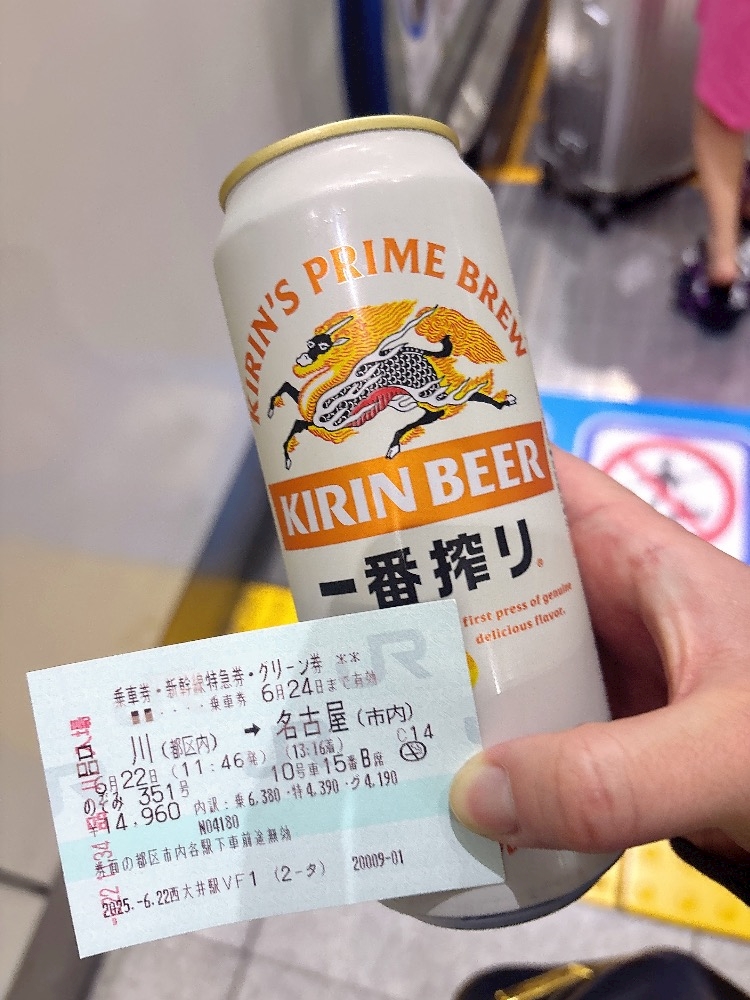 KIRIN'S PRIME BREW
KIRIN BEER
一番搾り
first press of genuine
delicious flavor.
JR
乗車券・新幹線特急券・グリーン券 ※※
乗車券 6月24日まで有効
川(都区内) ➡ 名古屋(市内)
6月22日 (11:46発) (13:16着) C14
のぞみ 351号 10号車15番B席
¥14,960 内訳:乗6,380・特4,390・グ4,190
N04180
券面の都区市内各駅下車前途無効
2025.-6.22西大井駅VF1 (2-タ) 20009-01